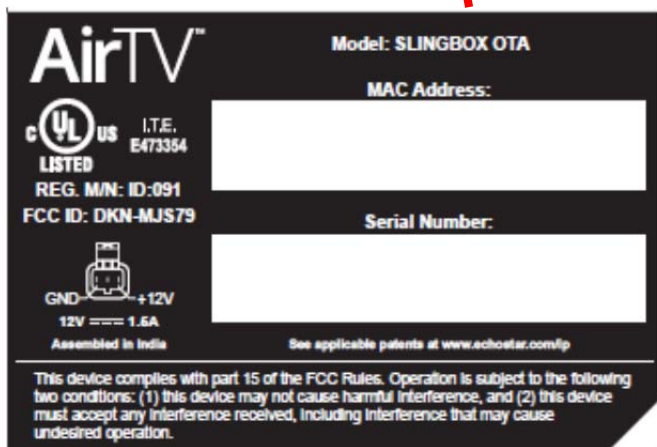 AirTV™
Model: SLINGBOX OTA
MAC Address:
C UL US
LISTED
I.T.E.
E473354
REG. M/N: ID:091
FCC ID: DKN-MJS79
Serial Number:
GND +12V
12V ⎓ 1.5A
Assembled in India
See applicable patents at www.echostar.com/ip
This device complies with part 15 of the FCC Rules. Operation is subject to the following
two conditions: (1) this device may not cause harmful interference, and (2) this device
must accept any interference received, including interference that may cause
undesired operation.